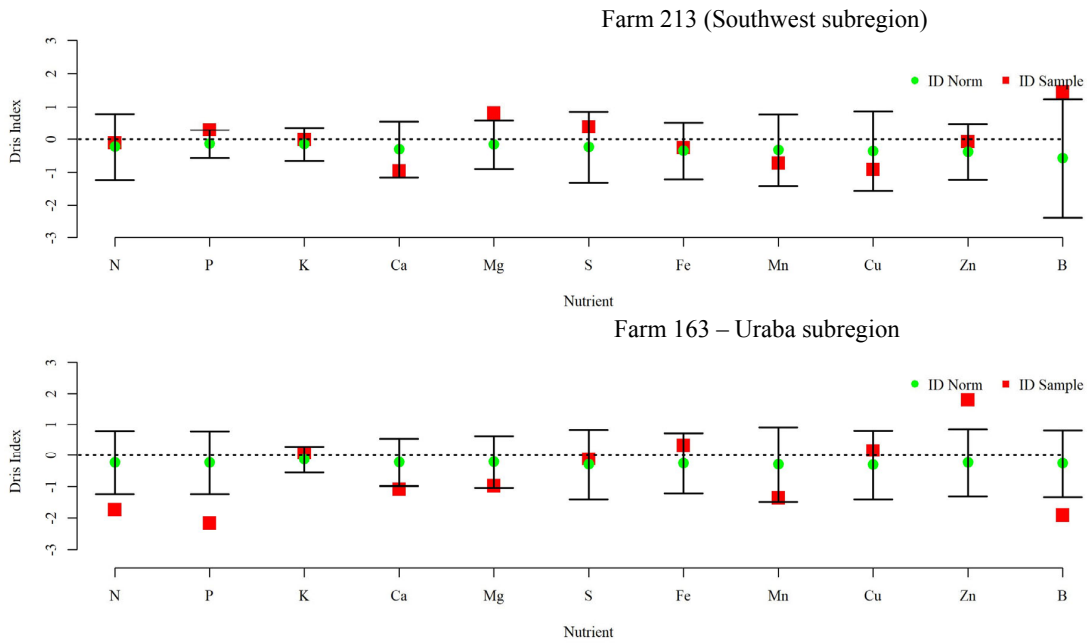 Farm 213 (Southwest subregion)
3
2
1
0
-1
-2
-3
Dris Index
ID Norm ID Sample
N P K Ca Mg S Fe Mn Cu Zn B
Nutrient
Farm 163 – Uraba subregion
3
2
1
0
-1
-2
-3
Dris Index
ID Norm ID Sample
N P K Ca Mg S Fe Mn Cu Zn B
Nutrient